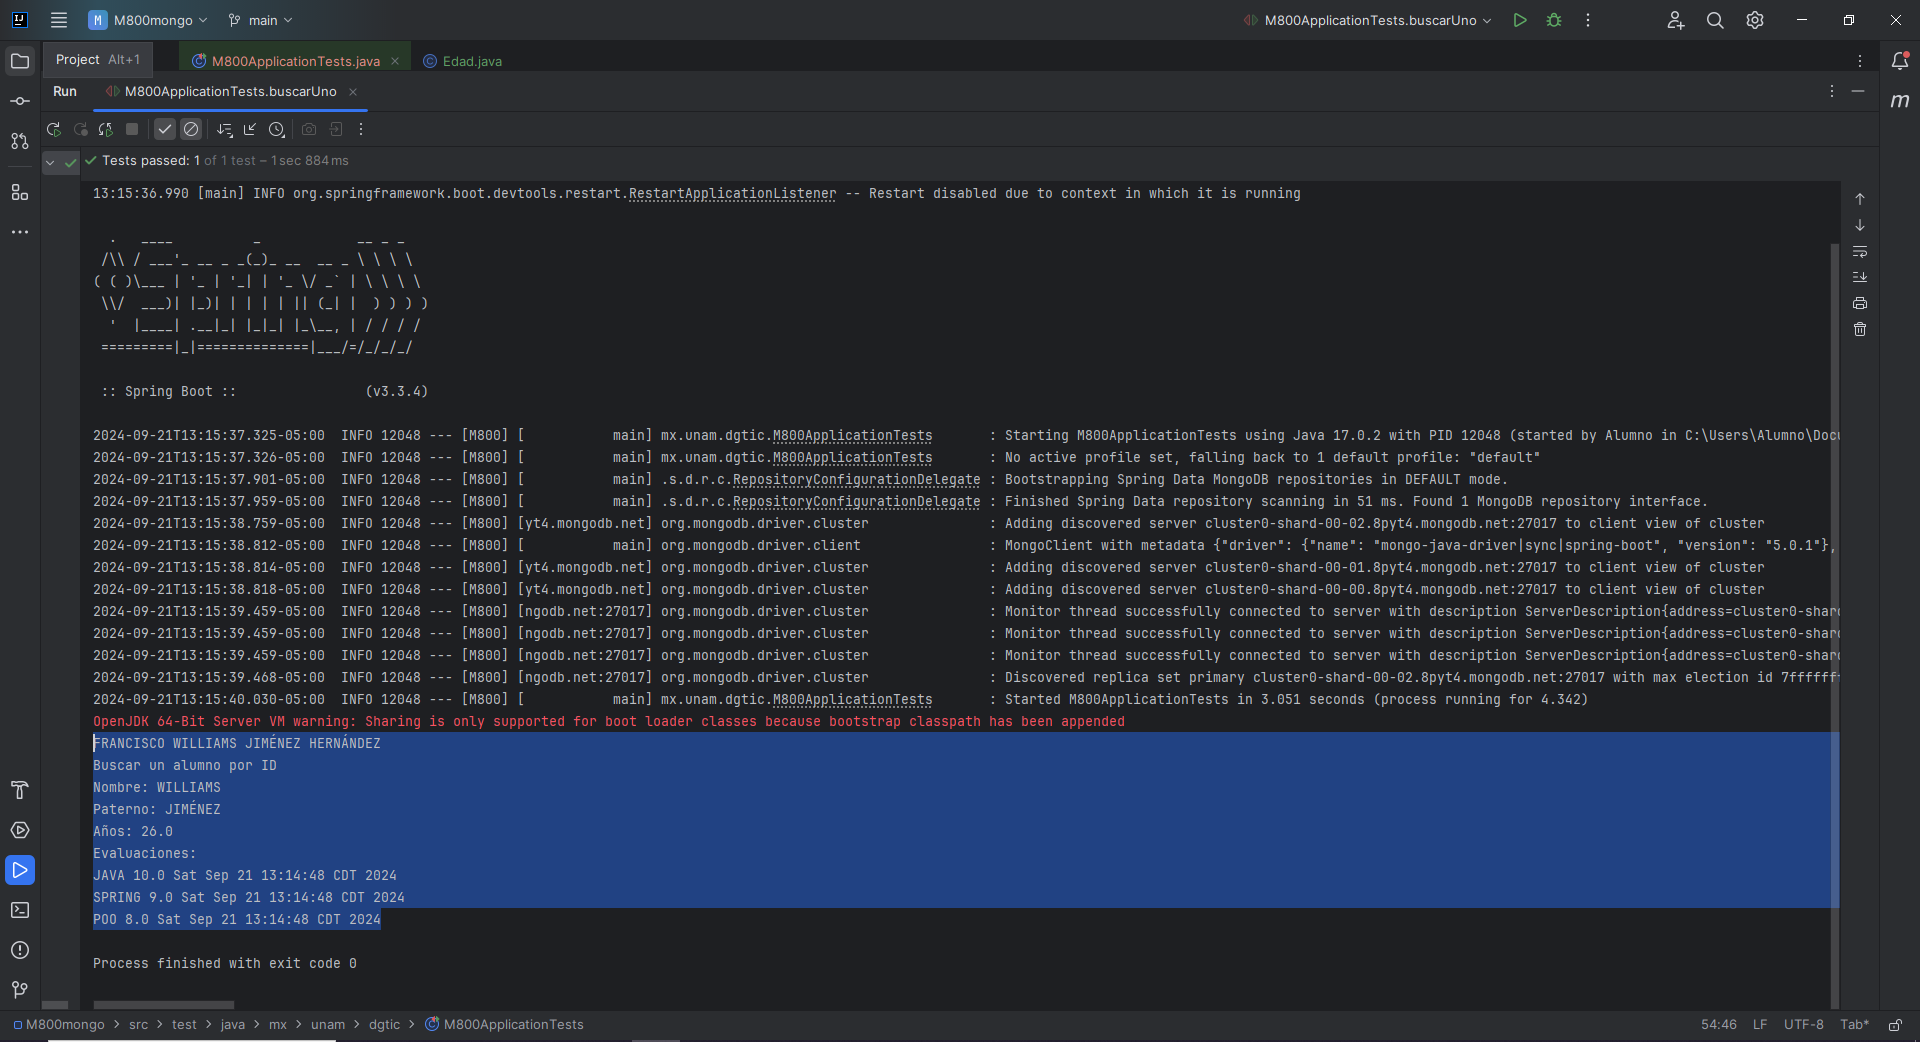 M M800mongo main M800ApplicationTests.buscarUno
Project Alt+1 M800ApplicationTests.java Edad.java
Run M800ApplicationTests.buscarUno
Tests passed: 1 of 1 test – 1 sec 884 ms
13:15:36.990 [main] INFO org.springframework.boot.devtools.restart.RestartApplicationListener -- Restart disabled due to context in which it is running
  .   ____          _            __ _ _
 /\\ / ___'_ __ _ _(_)_ __  __ _ \ \ \ \
( ( )\___ | '_ | '_| | '_ \/ _` | \ \ \ \
 \\/  ___)| |_)| | | | | || (_| |  ) ) ) )
  '  |____| .__|_| |_|_| |_\__, | / / / /
 =========|_|==============|___/=/_/_/_/
 :: Spring Boot ::                (v3.3.4)
2024-09-21T13:15:37.325-05:00  INFO 12048 --- [M800] [           main] mx.unam.dgtic.M800ApplicationTests       : Starting M800ApplicationTests using Java 17.0.2 with PID 12048 (started by Alumno in C:\Users\Alumno\Docu
2024-09-21T13:15:37.326-05:00  INFO 12048 --- [M800] [           main] mx.unam.dgtic.M800ApplicationTests       : No active profile set, falling back to 1 default profile: "default"
2024-09-21T13:15:37.901-05:00  INFO 12048 --- [M800] [           main] .s.d.r.c.RepositoryConfigurationDelegate : Bootstrapping Spring Data MongoDB repositories in DEFAULT mode.
2024-09-21T13:15:37.959-05:00  INFO 12048 --- [M800] [           main] .s.d.r.c.RepositoryConfigurationDelegate : Finished Spring Data repository scanning in 51 ms. Found 1 MongoDB repository interface.
2024-09-21T13:15:38.759-05:00  INFO 12048 --- [M800] [yt4.mongodb.net] org.mongodb.driver.cluster               : Adding discovered server cluster0-shard-00-02.8pyt4.mongodb.net:27017 to client view of cluster
2024-09-21T13:15:38.812-05:00  INFO 12048 --- [M800] [           main] org.mongodb.driver.client                : MongoClient with metadata {"driver": {"name": "mongo-java-driver|sync|spring-boot", "version": "5.0.1"},
2024-09-21T13:15:38.814-05:00  INFO 12048 --- [M800] [yt4.mongodb.net] org.mongodb.driver.cluster               : Adding discovered server cluster0-shard-00-01.8pyt4.mongodb.net:27017 to client view of cluster
2024-09-21T13:15:38.818-05:00  INFO 12048 --- [M800] [yt4.mongodb.net] org.mongodb.driver.cluster               : Adding discovered server cluster0-shard-00-00.8pyt4.mongodb.net:27017 to client view of cluster
2024-09-21T13:15:39.459-05:00  INFO 12048 --- [M800] [ngodb.net:27017] org.mongodb.driver.cluster               : Monitor thread successfully connected to server with description ServerDescription{address=cluster0-shard
2024-09-21T13:15:39.459-05:00  INFO 12048 --- [M800] [ngodb.net:27017] org.mongodb.driver.cluster               : Monitor thread successfully connected to server with description ServerDescription{address=cluster0-shard
2024-09-21T13:15:39.459-05:00  INFO 12048 --- [M800] [ngodb.net:27017] org.mongodb.driver.cluster               : Monitor thread successfully connected to server with description ServerDescription{address=cluster0-shard
2024-09-21T13:15:39.468-05:00  INFO 12048 --- [M800] [ngodb.net:27017] org.mongodb.driver.cluster               : Discovered replica set primary cluster0-shard-00-02.8pyt4.mongodb.net:27017 with max election id 7fffffff
2024-09-21T13:15:40.030-05:00  INFO 12048 --- [M800] [           main] mx.unam.dgtic.M800ApplicationTests       : Started M800ApplicationTests in 3.051 seconds (process running for 4.342)
OpenJDK 64-Bit Server VM warning: Sharing is only supported for boot loader classes because bootstrap classpath has been appended
FRANCISCO WILLIAMS JIMÉNEZ HERNÁNDEZ
Buscar un alumno por ID
Nombre: WILLIAMS
Paterno: JIMÉNEZ
Años: 26.0
Evaluaciones:
JAVA 10.0 Sat Sep 21 13:14:48 CDT 2024
SPRING 9.0 Sat Sep 21 13:14:48 CDT 2024
POO 8.0 Sat Sep 21 13:14:48 CDT 2024
Process finished with exit code 0
M800mongo > src > test > java > mx > unam > dgtic > M800ApplicationTests 54:46 LF UTF-8 Tab*